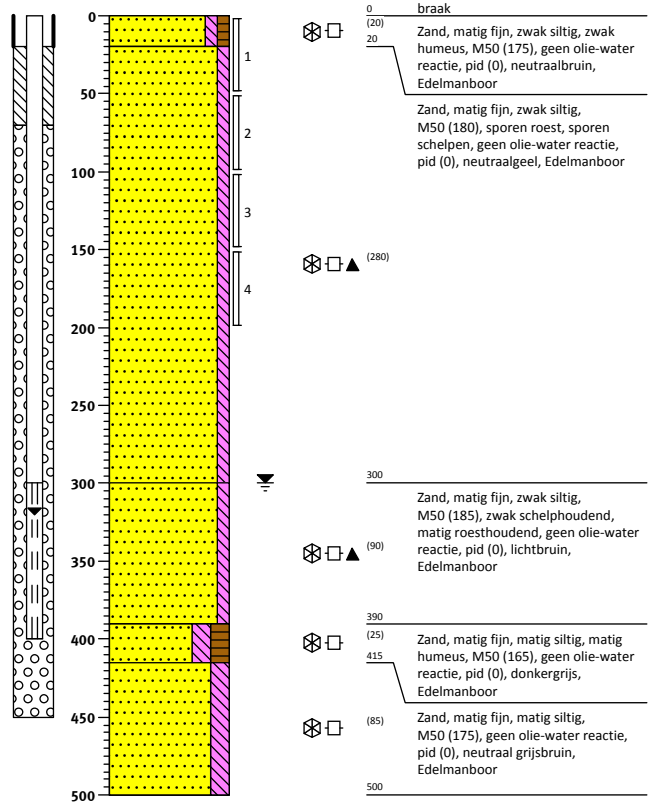 0
50
100
150
200
250
300
350
400
450
500
1
2
3
4
0
braak
(20)
Zand, matig fijn, zwak siltig, zwak
humeus, M50 (175), geen olie-water
reactie, pid (0), neutraalbruin,
Edelmanboor
20
Zand, matig fijn, zwak siltig,
M50 (180), sporen roest, sporen
schelpen, geen olie-water reactie,
pid (0), neutraalgeel, Edelmanboor
(280)
300
Zand, matig fijn, zwak siltig,
M50 (185), zwak schelphoudend,
matig roesthoudend, geen olie-water
reactie, pid (0), lichtbruin,
Edelmanboor
(90)
390
(25)
Zand, matig fijn, matig siltig, matig
humeus, M50 (165), geen olie-water
reactie, pid (0), donkergrijs,
Edelmanboor
415
(85)
Zand, matig fijn, matig siltig,
M50 (175), geen olie-water reactie,
pid (0), neutraal grijsbruin,
Edelmanboor
500